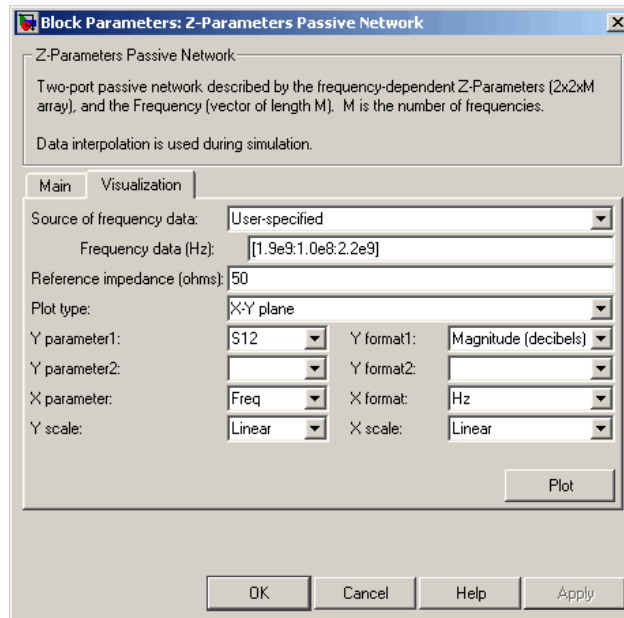 Block Parameters: Z-Parameters Passive Network
Z-Parameters Passive Network
Two-port passive network described by the frequency-dependent Z-Parameters (2x2xM
array), and the Frequency (vector of length M). M is the number of frequencies.
Data interpolation is used during simulation.
Main Visualization
Source of frequency data: User-specified
Frequency data (Hz): [1.9e9:1.0e8:2.2e9]
Reference impedance (ohms): 50
Plot type: X-Y plane
Y parameter1: S12 Y format1: Magnitude (decibels)
Y parameter2: Y format2:
X parameter: Freq X format: Hz
Y scale: Linear X scale: Linear
Plot
OK Cancel Help Apply